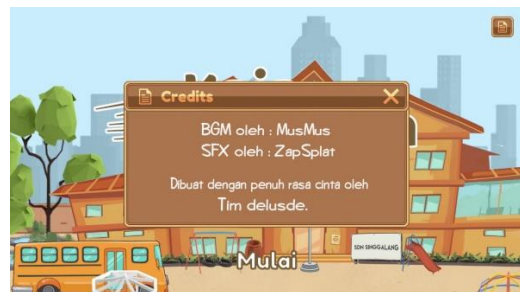 Credits
BGM oleh : MusMus
SFX oleh : ZapSplat
Dibuat dengan penuh rasa cinta oleh
Tim delusde.
SDN SINGGALANG
Mulai